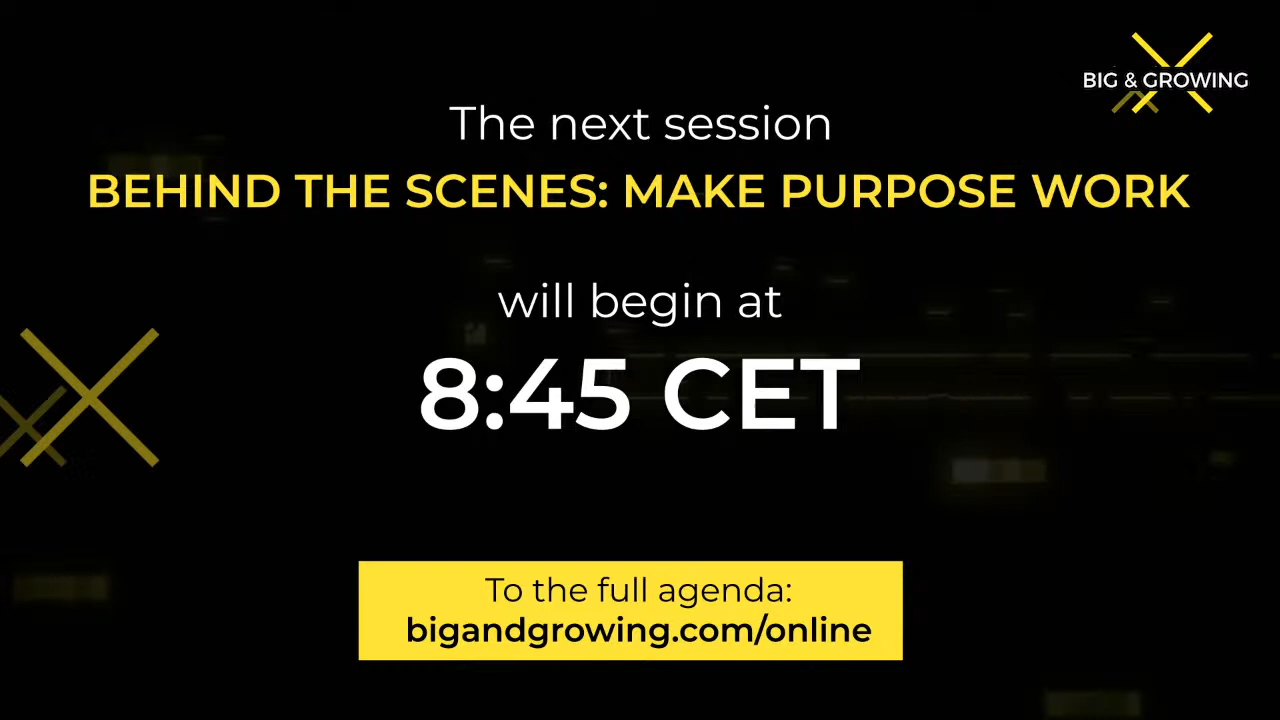 BIG & GROWING
The next session
BEHIND THE SCENES: MAKE PURPOSE WORK
will begin at
8:45 CET
To the full agenda:
bigandgrowing.com/online